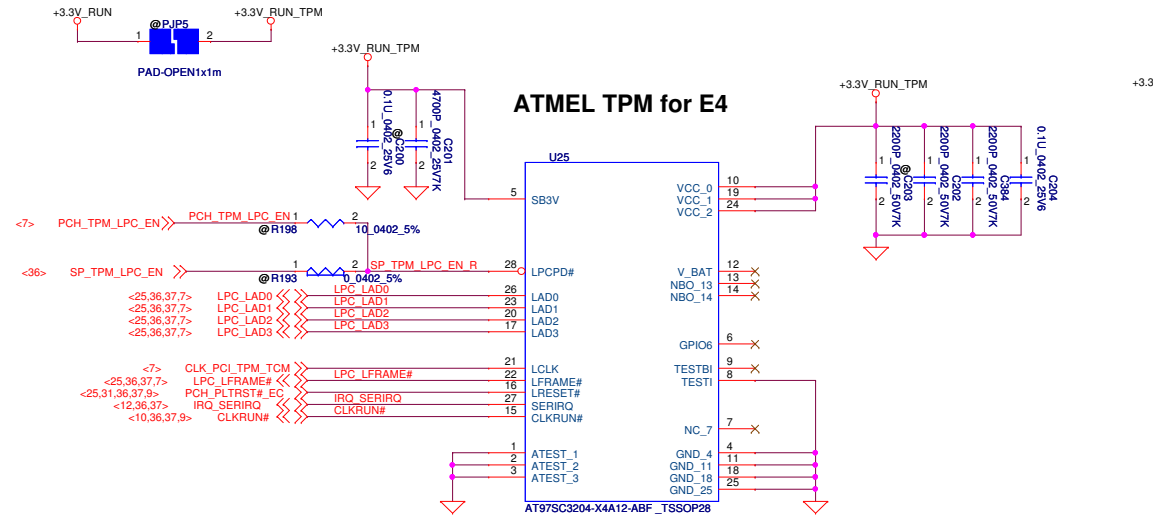 +3.3V_RUN
+3.3V_RUN_TPM
@PJP5
1
2
PAD-OPEN1x1m
+3.3V_RUN_TPM
+3.3V_RUN_TPM
+3.3
ATMEL TPM for E4
0.1U_0402_25V6
@C200
1
2
4700P_0402_25V7K
C201
1
2
2200P_0402_50V7K
@C203
1
2
2200P_0402_50V7K
C202
1
2
2200P_0402_50V7K
C384
1
2
0.1U_0402_25V6
C204
1
2
U25
5
SB3V
10
VCC_0
19
VCC_1
24
VCC_2
<7>
PCH_TPM_LPC_EN
PCH_TPM_LPC_EN
1
2
@R198
10_0402_5%
<36>
SP_TPM_LPC_EN
1
2
SP_TPM_LPC_EN_R
28
LPCPD#
@R193
0_0402_5%
<25,36,37,7>
LPC_LAD0
LPC_LAD0
26
LAD0
<25,36,37,7>
LPC_LAD1
LPC_LAD1
23
LAD1
<25,36,37,7>
LPC_LAD2
LPC_LAD2
20
LAD2
<25,36,37,7>
LPC_LAD3
LPC_LAD3
17
LAD3
V_BAT
12
NBO_13
13
NBO_14
14
GPIO6
6
<7>
CLK_PCI_TPM_TCM
21
LCLK
<25,36,37,7>
LPC_LFRAME#
LPC_LFRAME#
22
LFRAME#
<25,31,36,37,9>
PCH_PLTRST#_EC
16
LRESET#
<12,36,37>
IRQ_SERIRQ
IRQ_SERIRQ
27
SERIRQ
<10,36,37,9>
CLKRUN#
CLKRUN#
15
CLKRUN#
TESTBI
9
TESTI
8
NC_7
7
1
ATEST_1
2
ATEST_2
3
ATEST_3
GND_4
4
GND_11
11
GND_18
18
GND_25
25
AT97SC3204-X4A12-ABF _TSSOP28